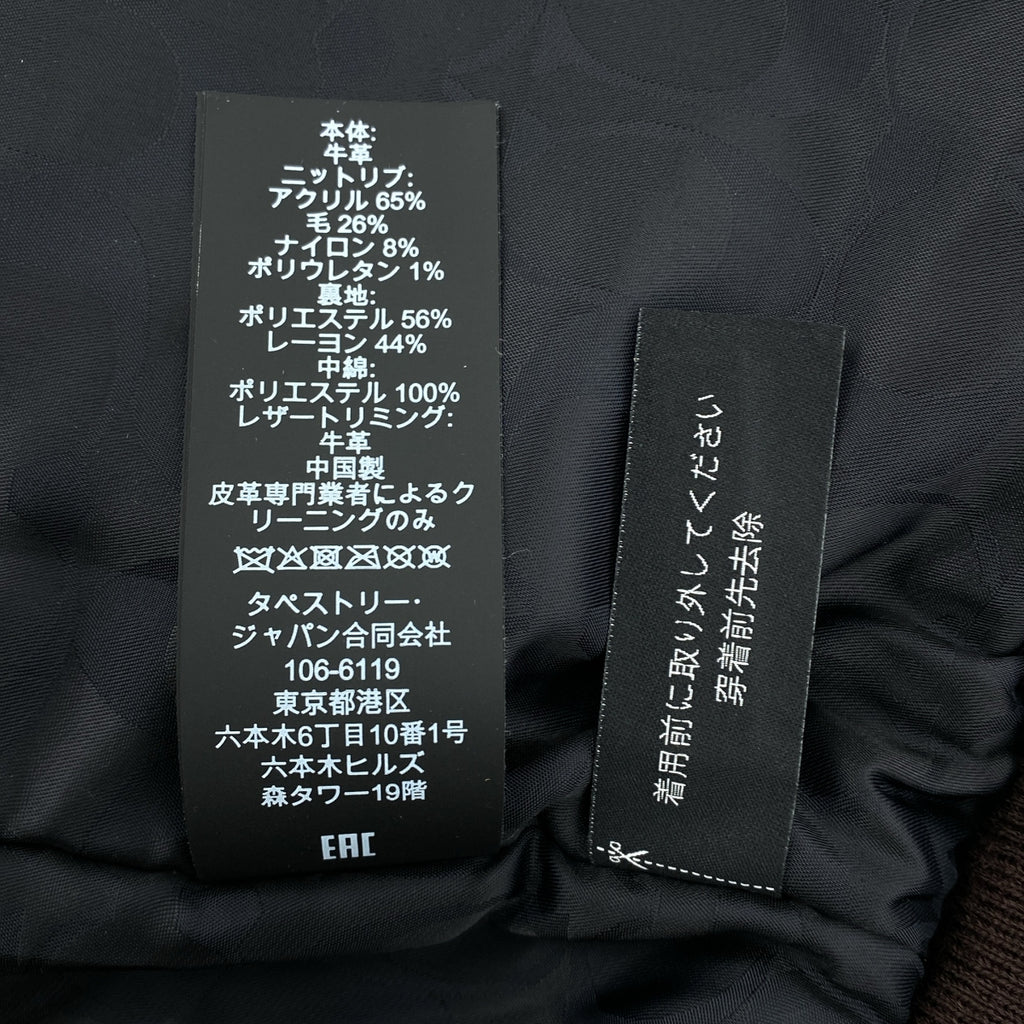 本体:
牛革
ニットリブ:
アクリル 65%
毛 26%
ナイロン 8%
ポリウレタン 1%
裏地:
ポリエステル 56%
レーヨン 44%
中綿:
ポリエステル 100%
レザートリミング:
牛革
中国製
皮革専門業者によるク
リーニングのみ
タペストリー・
ジャパン合同会社
106-6119
東京都港区
六本木6丁目10番1号
六本木ヒルズ
森タワー19階
EAC
着用前に取り外してください
穿着前先去除